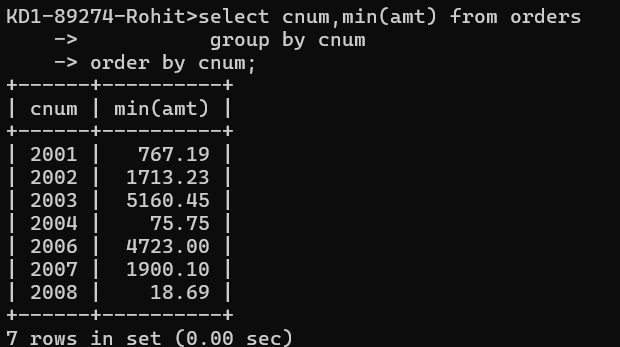 KD1-89274-Rohit>select cnum,min(amt) from orders
    ->           group by cnum
    -> order by cnum;
+------+----------+
| cnum | min(amt) |
+------+----------+
| 2001 |   767.19 |
| 2002 |  1713.23 |
| 2003 |  5160.45 |
| 2004 |    75.75 |
| 2006 |  4723.00 |
| 2007 |  1900.10 |
| 2008 |    18.69 |
+------+----------+
7 rows in set (0.00 sec)